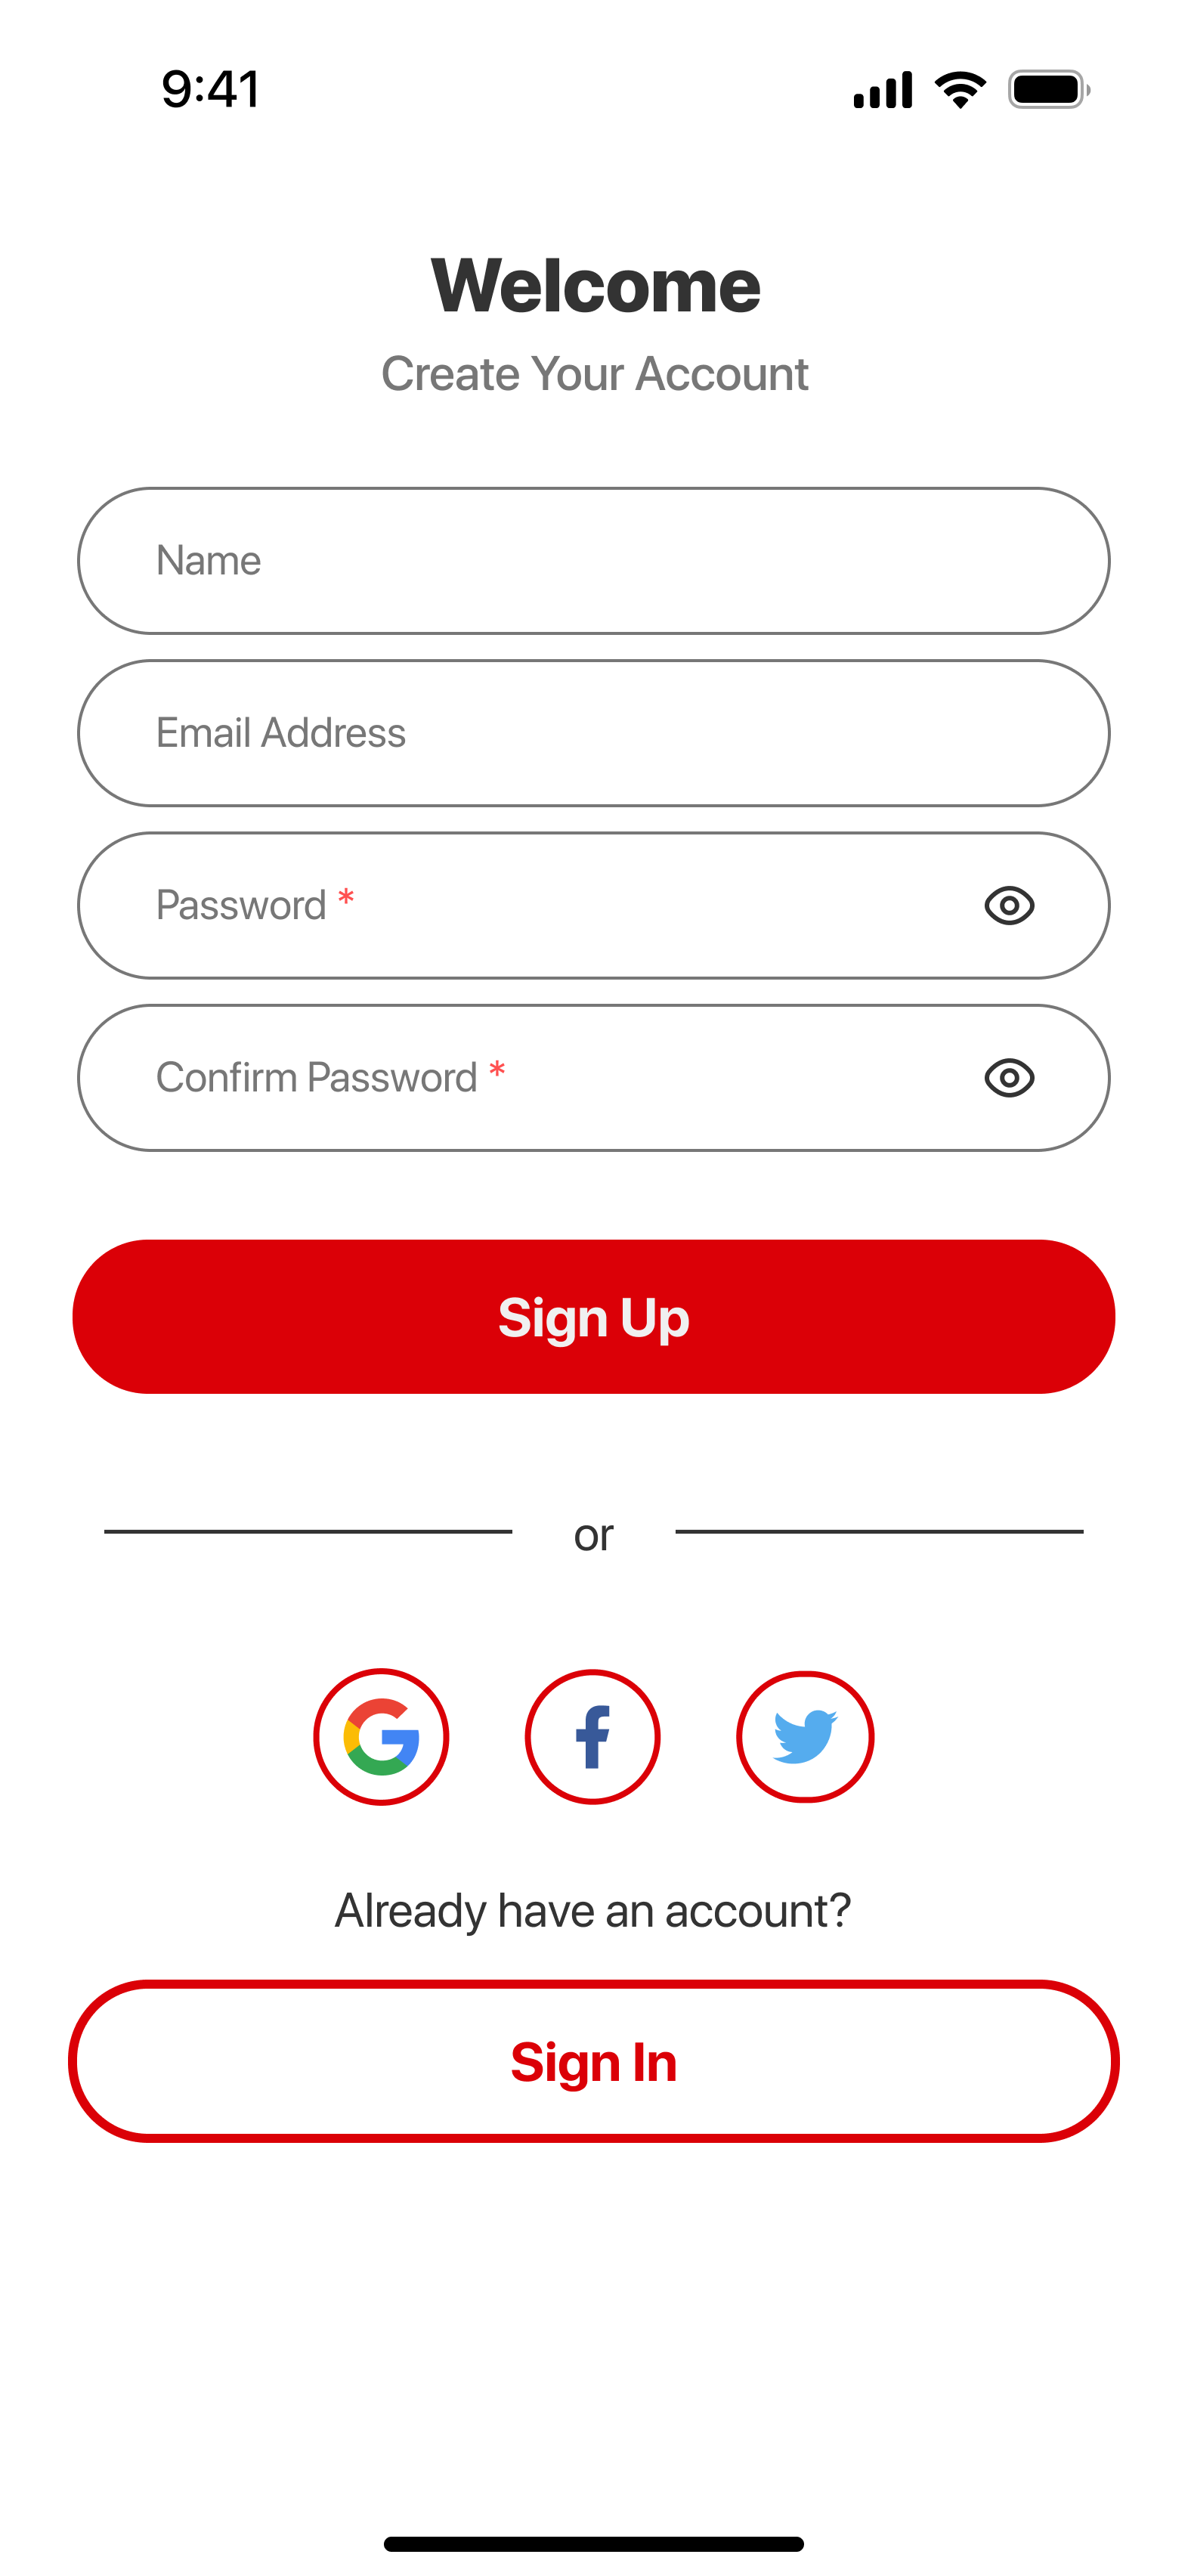 9:41
Welcome
Create Your Account
Name
Email Address
Password *
Confirm Password *
Sign Up
or
Already have an account?
Sign In